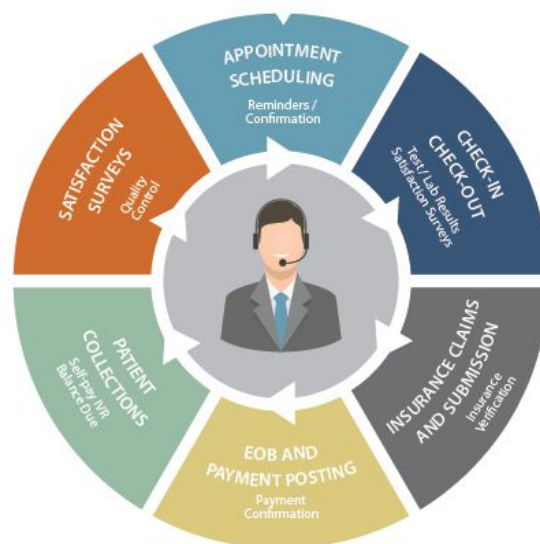 APPOINTMENT
SCHEDULING
Reminders /
Confirmation
CHECK-IN
CHECK-OUT
Test / Lab Results
Satisfaction Surveys
INSURANCE CLAIMS
AND SUBMISSION
Insurance
Verification
EOB AND
PAYMENT POSTING
Payment
Confirmation
PATIENT
COLLECTIONS
Self-pay IVR
Balance Due
SATISFACTION
SURVEYS
Quality
Control